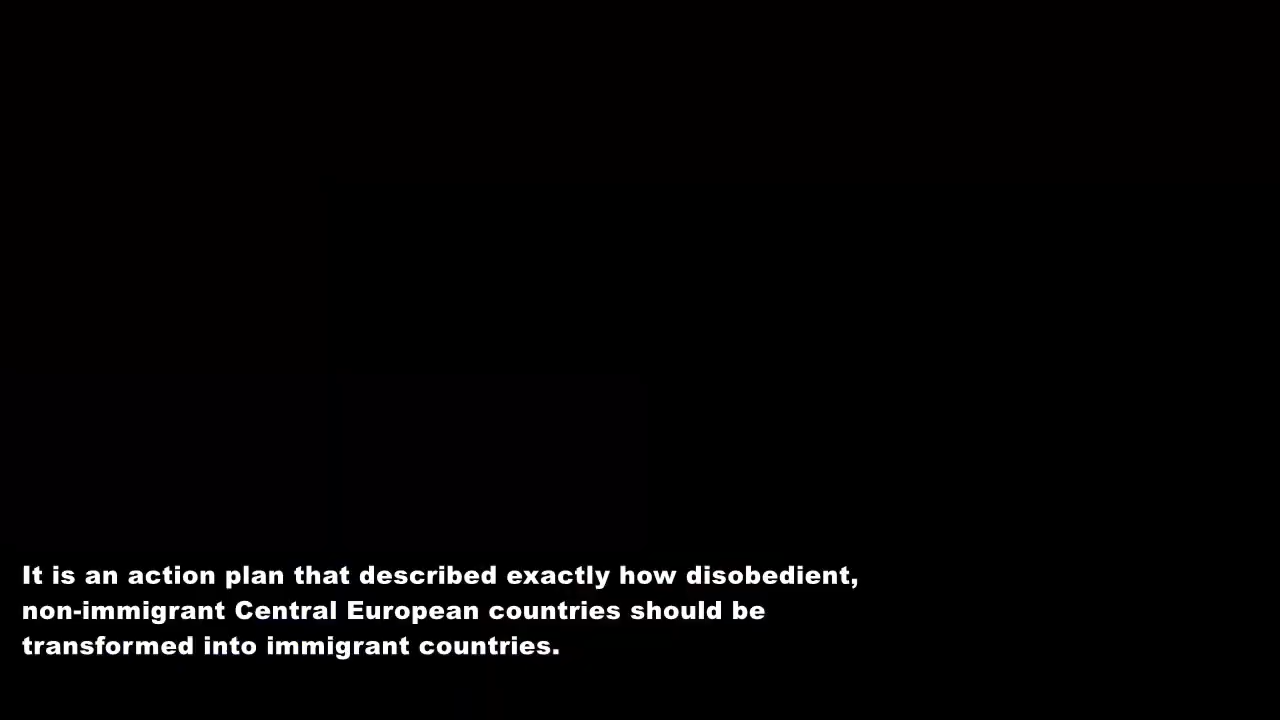 It is an action plan that described exactly how disobedient,
non-immigrant Central European countries should be
transformed into immigrant countries.